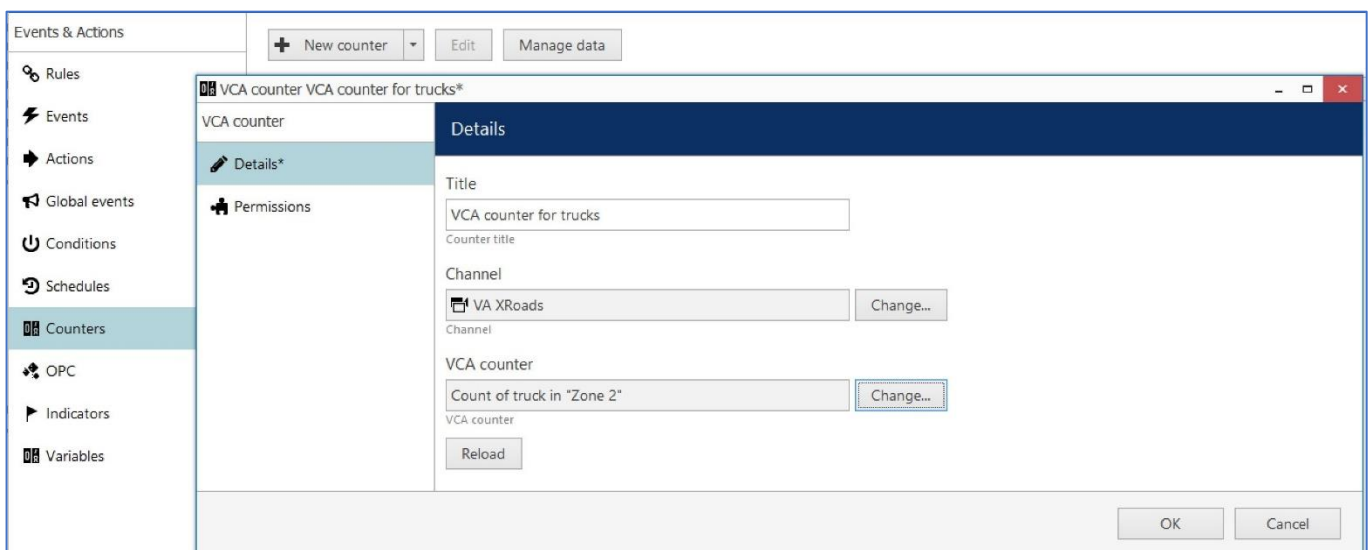 Events & Actions
New counter
Edit
Manage data
Rules
Events
Actions
Global events
Conditions
Schedules
Counters
OPC
Indicators
Variables
VCA counter VCA counter for trucks*
VCA counter
Details*
Permissions
Details
Title
VCA counter for trucks
Counter title
Channel
VA XRoads
Change...
Channel
VCA counter
Count of truck in "Zone 2"
Change...
VCA counter
Reload
OK
Cancel